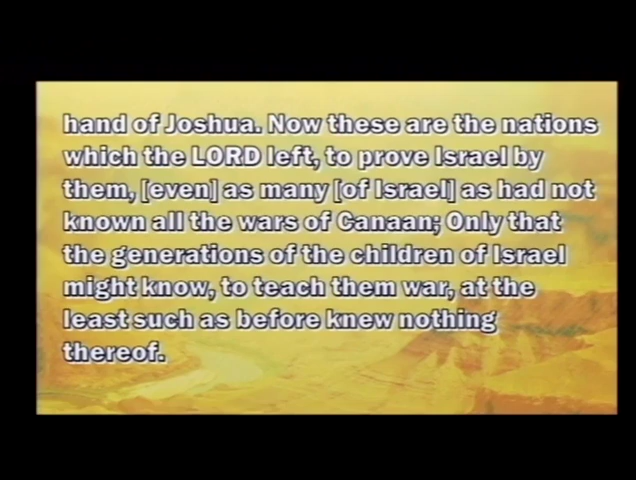 hand of Joshua. Now these are the nations
which the LORD left, to prove Israel by
them, [even] as many [of Israel] as had not
known all the wars of Canaan; Only that
the generations of the children of Israel
might know, to teach them war, at the
least such as before knew nothing
thereof.